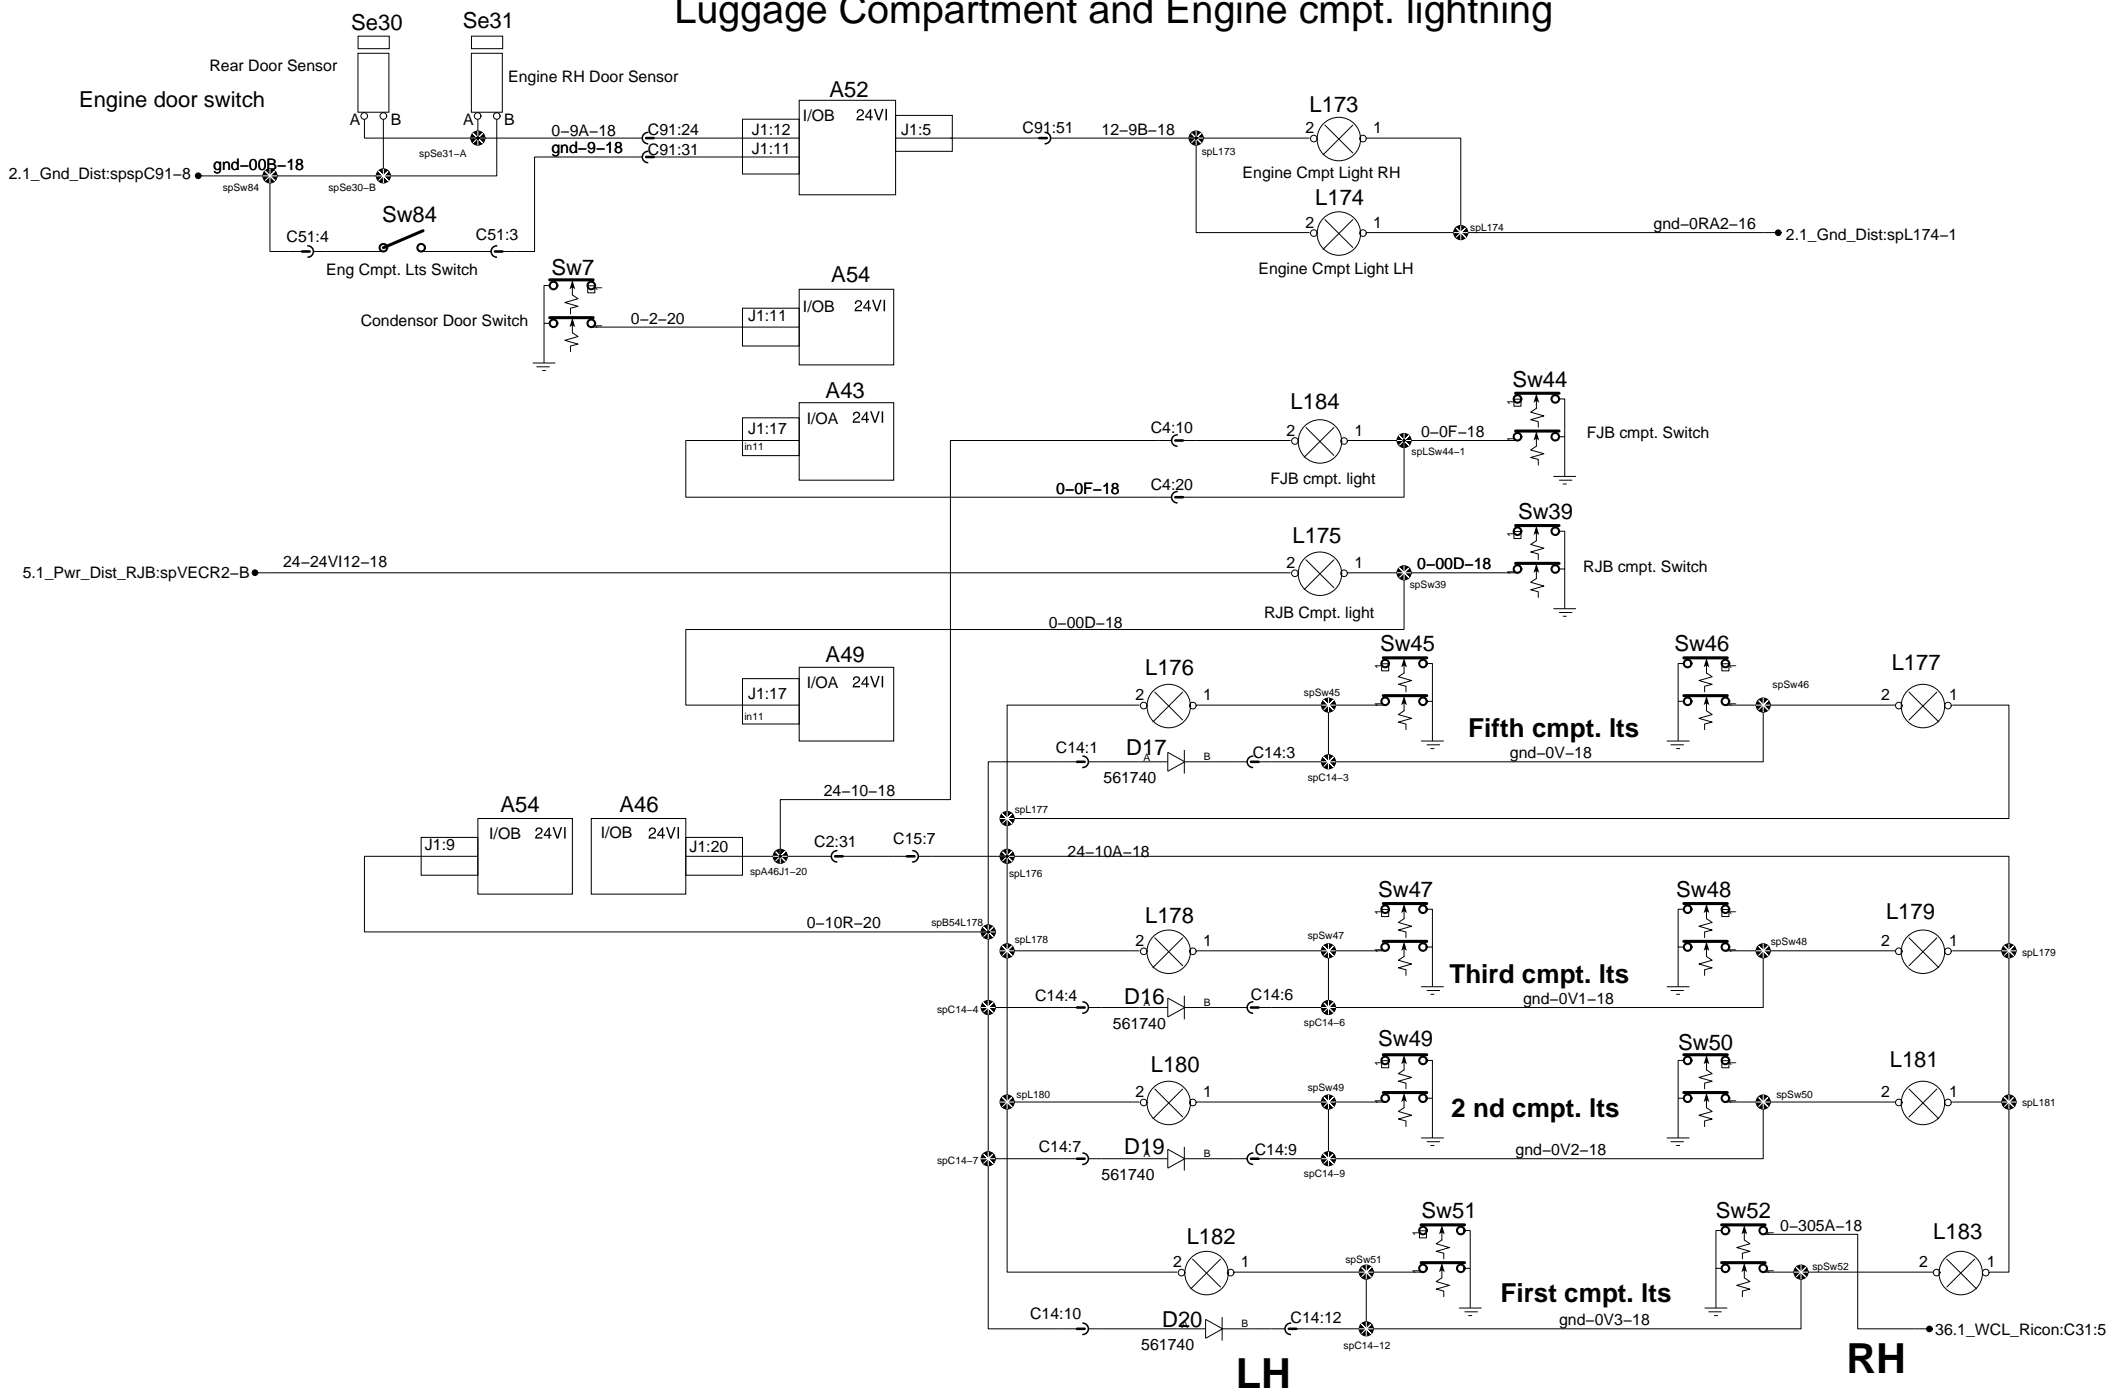 Luggage Compartment and Engine cmpt. lightning
Se30
Se31
Rear Door Sensor
Engine RH Door Sensor
Engine door switch
A B
A B
spSe31-A
0-9A-18
C91:24
gnd-9-18
C91:31
J1:12
J1:11
A52
I/OB 24VI
J1:5
C91:51
12-9B-18
spL173
L173
2 1
Engine Cmpt Light RH
L174
2 1
Engine Cmpt Light LH
spL174
gnd-0RA2-16
2.1_Gnd_Dist:spL174-1
2.1_Gnd_Dist:spspC91-8
gnd-00B-18
spSw84
spSe30-B
Sw84
C51:4
C51:3
Eng Cmpt. Lts Switch
Sw7
Condensor Door Switch
0-2-20
J1:11
A54
I/OB 24VI
A43
I/OA 24VI
J1:17
in11
C4:10
L184
2 1
FJB cmpt. light
spLSw44-1
0-0F-18
Sw44
FJB cmpt. Switch
0-0F-18
C4:20
5.1_Pwr_Dist_RJB:spVECR2-B
24-24VI12-18
L175
2 1
RJB Cmpt. light
0-00D-18
spSw39
Sw39
RJB cmpt. Switch
0-00D-18
A49
I/OA 24VI
J1:17
in11
L176
2 1
spSw45
Sw45
Sw46
spSw46
L177
2 1
Fifth cmpt. lts
gnd-0V-18
C14:1
D17
A B
561740
C14:3
spC14-3
24-10-18
spL177
A54
I/OB 24VI
J1:9
A46
I/OB 24VI
J1:20
spA46J1-20
C2:31
C15:7
24-10A-18
spL176
0-10R-20
spB54L178
spL178
L178
2 1
spSw47
Sw47
Sw48
spSw48
L179
2 1
spL179
Third cmpt. lts
gnd-0V1-18
spC14-4
C14:4
D16
A B
561740
C14:6
spC14-6
spL180
L180
2 1
spSw49
Sw49
Sw50
spSw50
L181
2 1
spL181
2 nd cmpt. lts
gnd-0V2-18
spC14-7
C14:7
D19
A B
561740
C14:9
spC14-9
L182
2 1
spSw51
Sw51
Sw52
0-305A-18
spSw52
L183
2 1
First cmpt. lts
gnd-0V3-18
C14:10
D20
A B
561740
C14:12
spC14-12
36.1_WCL_Ricon:C31:5
LH
RH